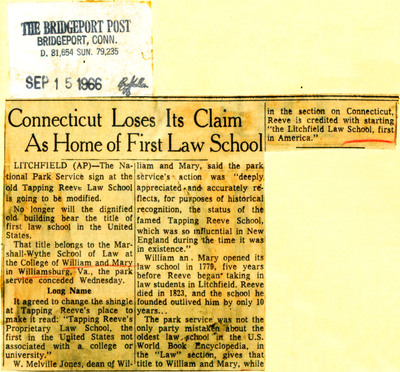 THE BRIDGEPORT POST
BRIDGEPORT, CONN.
D. 81,654 SUN. 79,235
SEP 15 1966
Connecticut Loses Its Claim
As Home of First Law School
LITCHFIELD (AP)—The Na-
tional Park Service sign at the
old Tapping Reeve Law School
is going to be modified.
No longer will the dignified
old building bear the title of
first law school in the United
States.
That title belongs to the Mar-
shall-Wythe School of Law at
the College of William and Mary
in Williamsburg, Va., the park
service conceded Wednesday.
Long Name
It agreed to change the shingle
at Tapping Reeve's place to
make it read: "Tapping Reeve's
Proprietary Law School, the
first in the United States not
associated with a college or
university."
W. Melville Jones, dean of Wil-
liam and Mary, said the park
service's action was "deeply
appreciated and accurately re-
flects, for purposes of historical
recognition, the status of the
famed Tapping Reeve School,
which was so influential in New
England during the time it was
in existence."
William an. Mary opened its
law school in 1779, five years
before Reeve began taking in
law students in Litchfield. Reeve
died in 1823, and the school he
founded outlived him by only 10
years...
The park service was not the
only party mistaken about the
oldest law school in the U.S.
World Book Encyclopedia, in
the "Law" section, gives that
title to William and Mary, while
in the section on Connecticut,
Reeve is credited with starting
"the Litchfield Law School, first
in America."